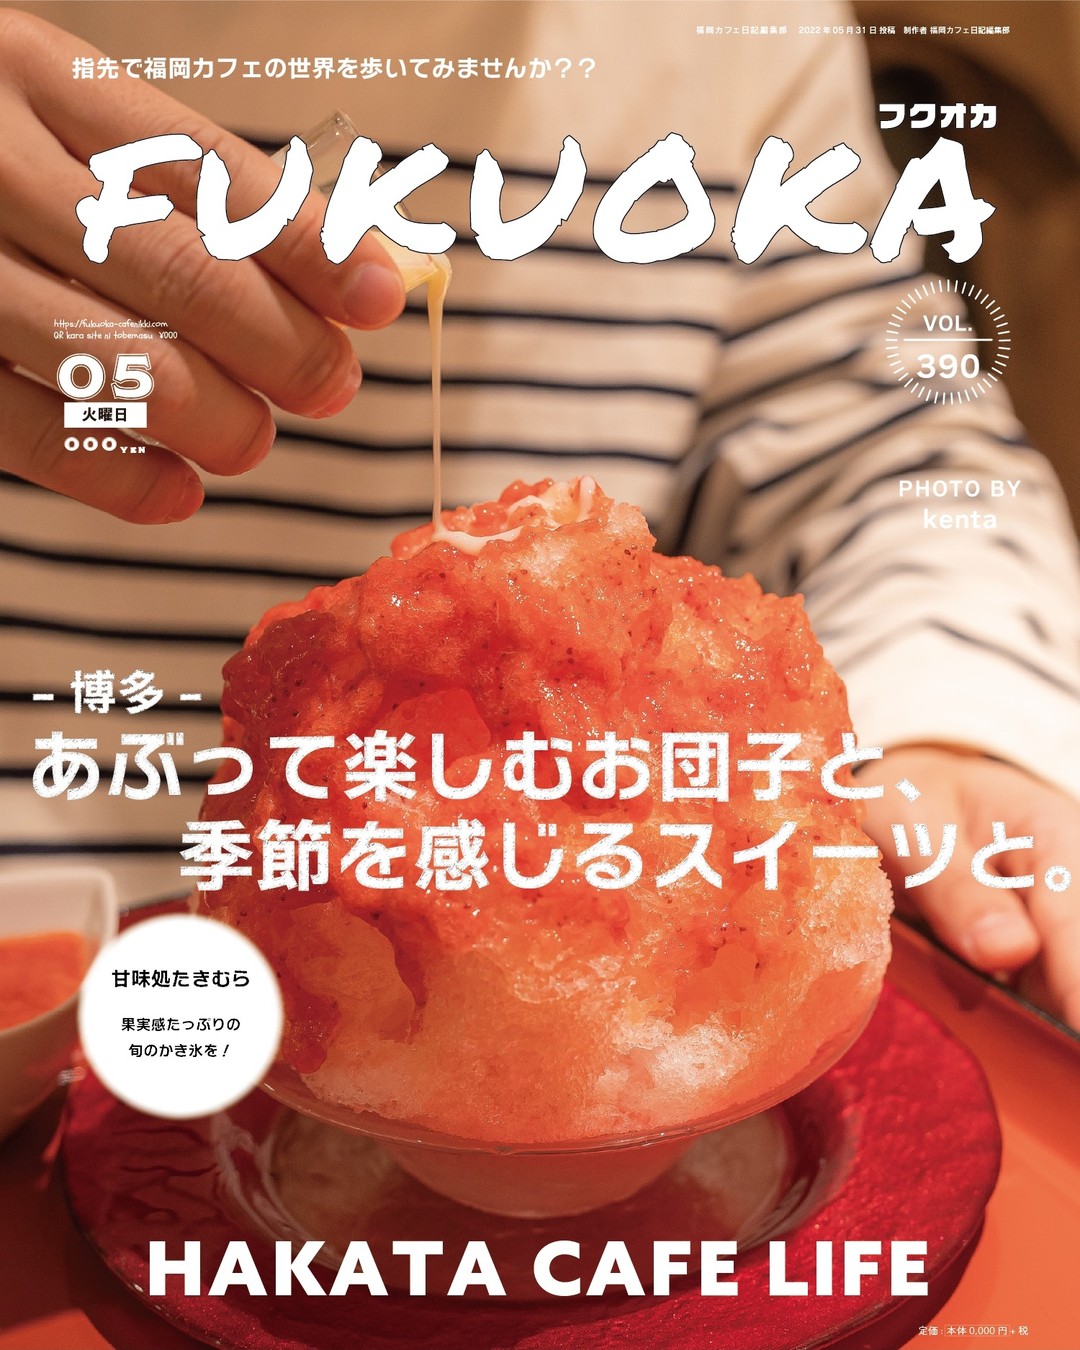 福岡カフェ日記編集部 2022年05月31日投稿 制作者 福岡カフェ日記編集部
指先で福岡カフェの世界を歩いてみませんか？？
フクオカ
FUKUOKA
https://fukuoka-cafenikki.com
QR kara site ni tobemasu ¥000
05
火曜日
000YEN
VOL.
390
PHOTO BY
kenta
- 博多 -
あぶって楽しむお団子と、
季節を感じるスイーツと。
甘味処たきむら
果実感たっぷりの
旬のかき氷を！
HAKATA CAFE LIFE
定価：本体0,000円+税